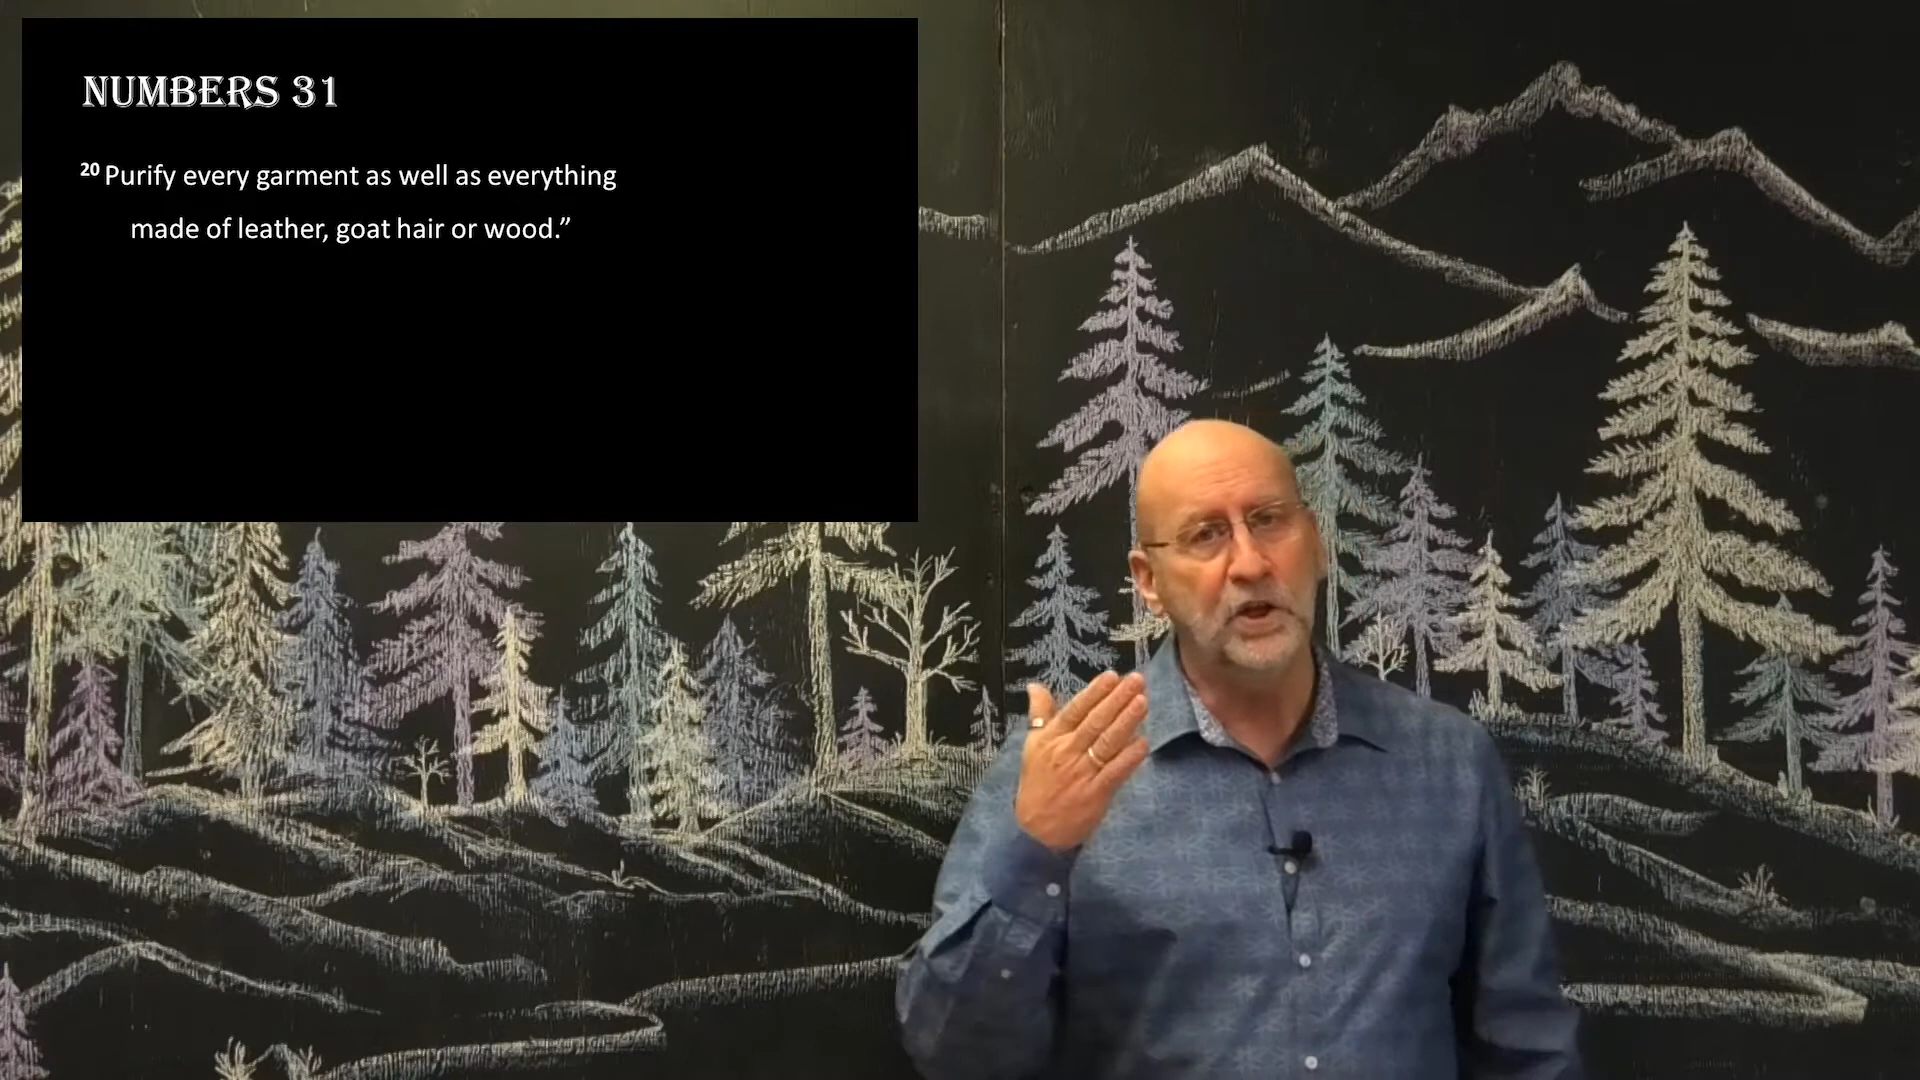 NUMBERS 31
20 Purify every garment as well as everything
made of leather, goat hair or wood.”